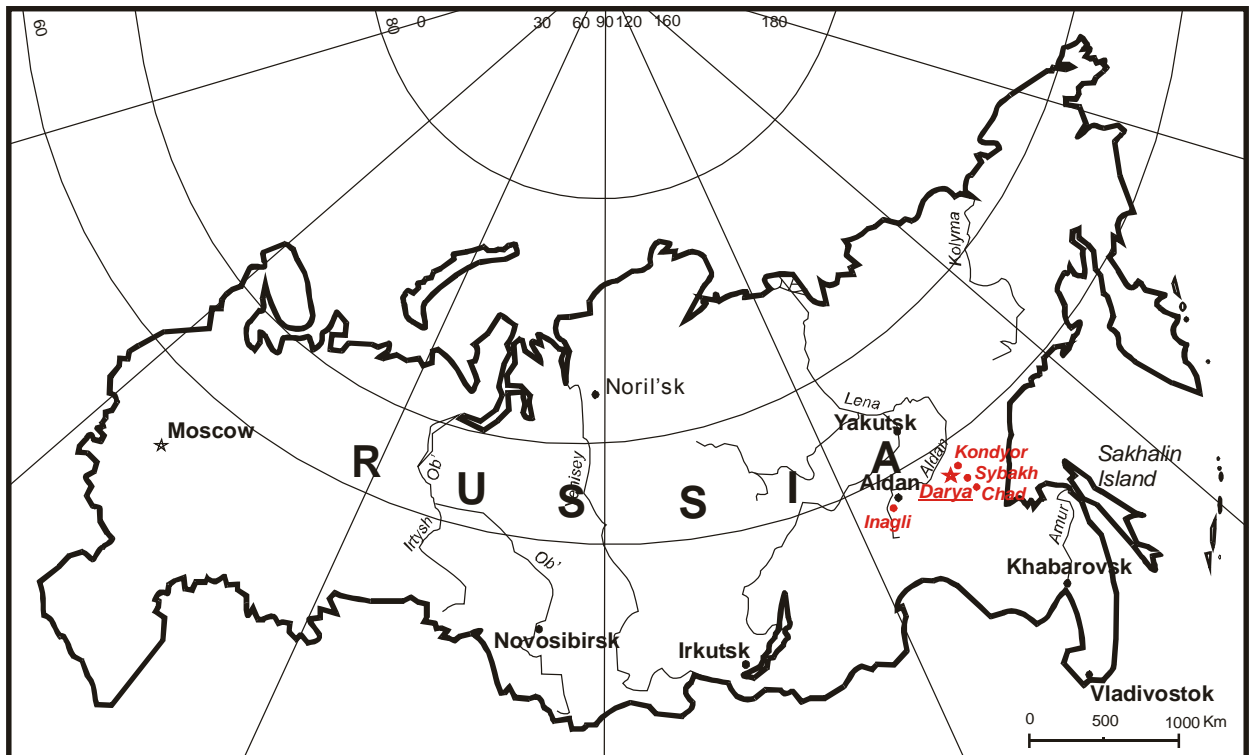 60
80
0
30
60
90
120
160
180
Kolyma
Noril'sk
Lena
Yakutsk
Moscow
R U S S I A
Ob'
Enisey
Aldan
Kondyor
Sybakh
Darya
Chad
Aldan
Inagli
Sakhalin
Island
Irtysh
Ob'
Amur
Khabarovsk
Novosibirsk
Irkutsk
Vladivostok
0 500 1000 Km